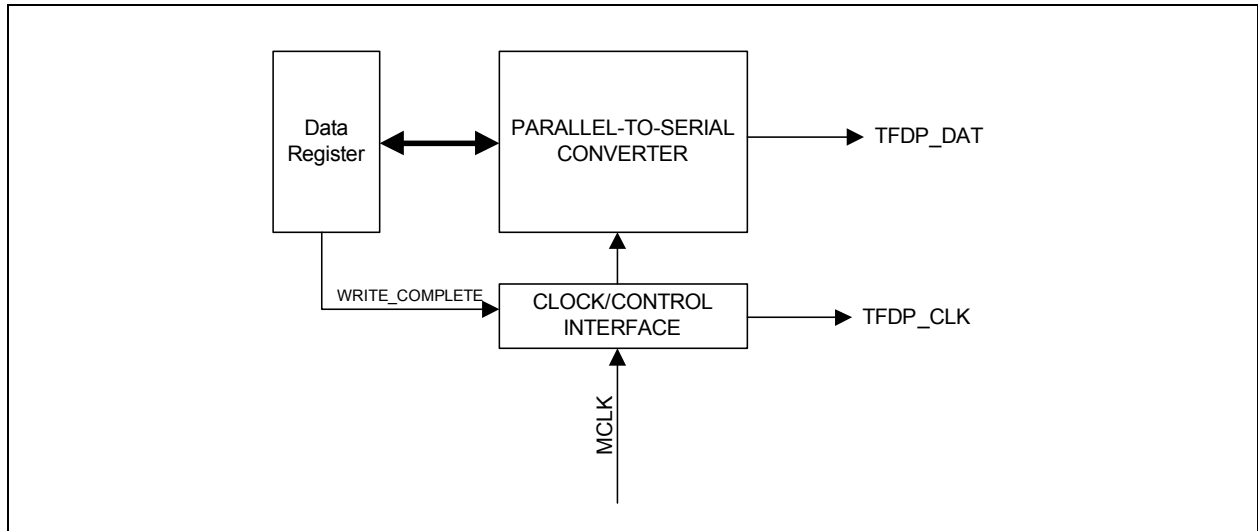 Data
Register
PARALLEL-TO-SERIAL
CONVERTER
TFDP_DAT
WRITE_COMPLETE
CLOCK/CONTROL
INTERFACE
TFDP_CLK
MCLK